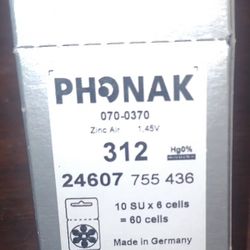 PHONAK
070-0370
Zinc Air 1,45V
312 Hg0%
24607 755 436
10 SU x 6 cells
= 60 cells
Made in Germany